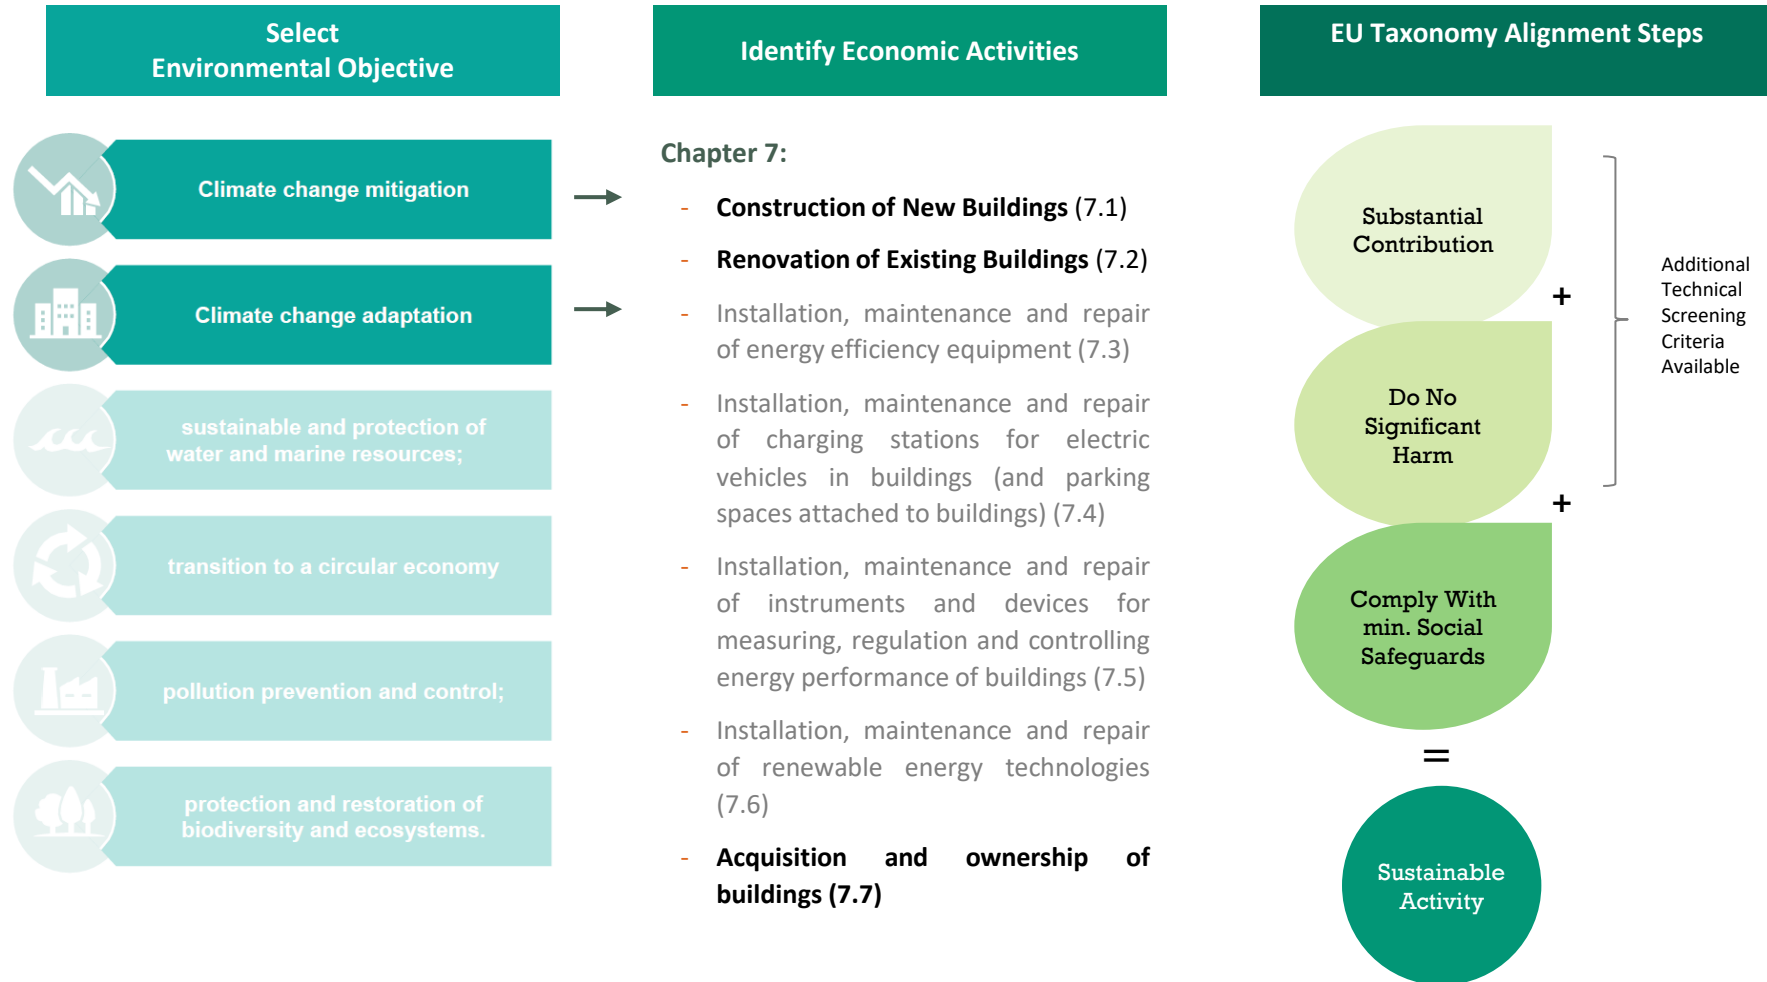 Select
Environmental Objective
Climate change mitigation
Climate change adaptation
sustainable and protection of
water and marine resources;
transition to a circular economy
pollution prevention and control;
protection and restoration of
biodiversity and ecosystems.
Identify Economic Activities
Chapter 7:
- Construction of New Buildings (7.1)
- Renovation of Existing Buildings (7.2)
- Installation, maintenance and repair
of energy efficiency equipment (7.3)
- Installation, maintenance and repair
of charging stations for electric
vehicles in buildings (and parking
spaces attached to buildings) (7.4)
- Installation, maintenance and repair
of instruments and devices for
measuring, regulation and controlling
energy performance of buildings (7.5)
- Installation, maintenance and repair
of renewable energy technologies
(7.6)
- Acquisition and ownership of
buildings (7.7)
EU Taxonomy Alignment Steps
Substantial
Contribution
+
Do No
Significant
Harm
+
Comply With
min. Social
Safeguards
=
Sustainable
Activity
Additional
Technical
Screening
Criteria
Available